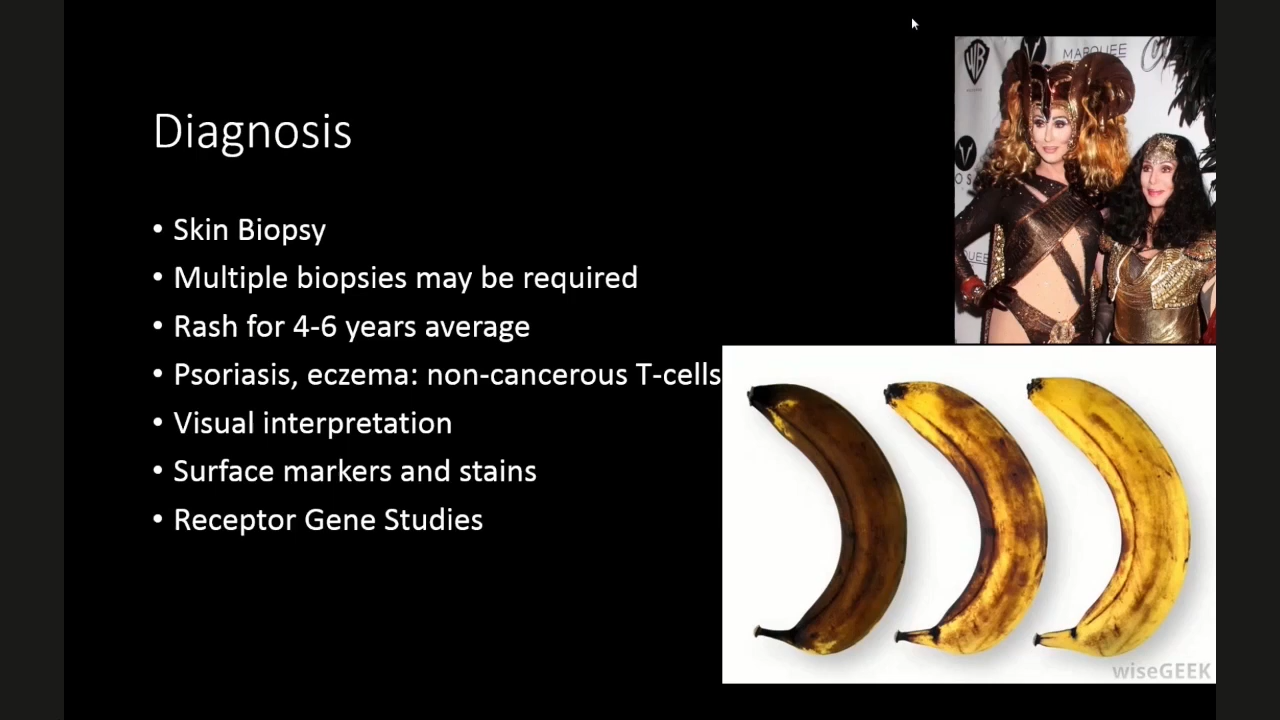 Diagnosis
• Skin Biopsy
• Multiple biopsies may be required
• Rash for 4-6 years average
• Psoriasis, eczema: non-cancerous T-cells
• Visual interpretation
• Surface markers and stains
• Receptor Gene Studies
MARQUEE
wiseGEEK